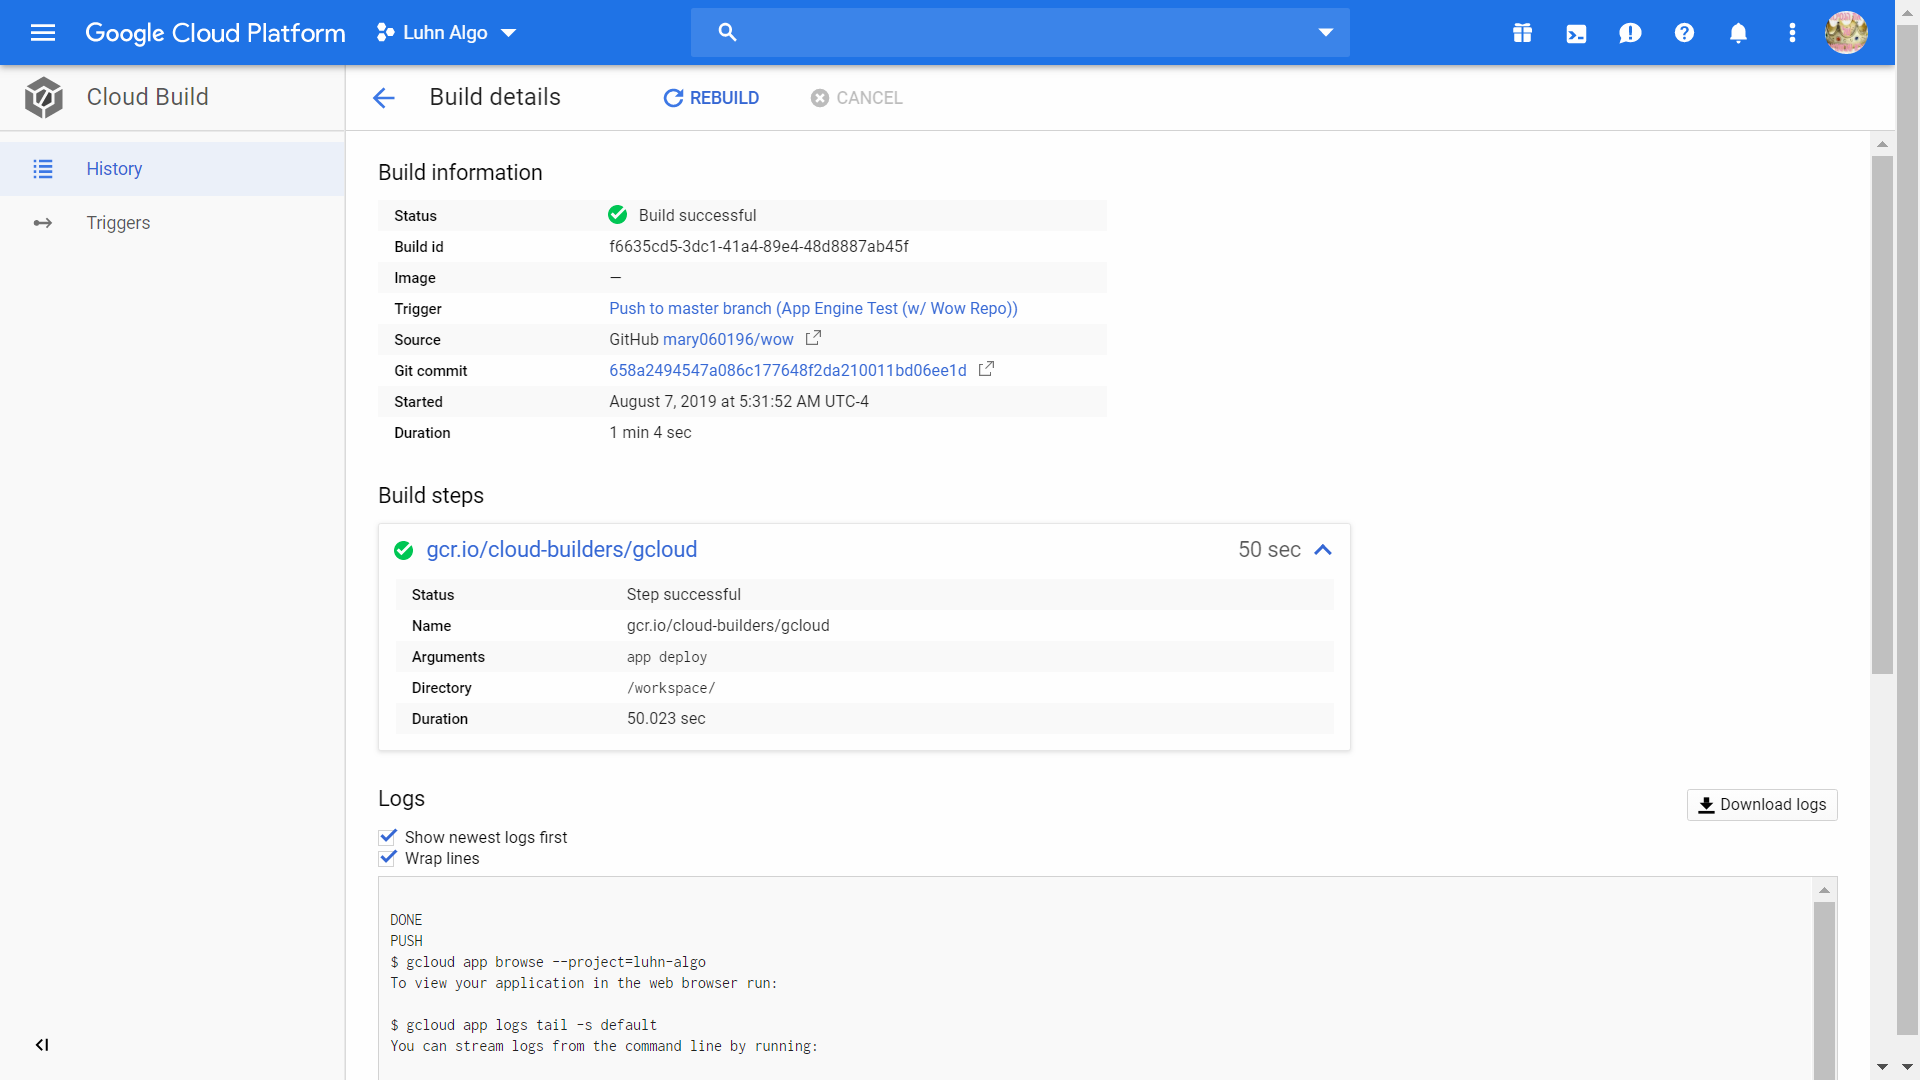 Google Cloud Platform
Luhn Algo
Cloud Build
Build details
REBUILD
CANCEL
History
Triggers
Build information
Status Build successful
Build id f6635cd5-3dc1-41a4-89e4-48d8887ab45f
Image —
Trigger Push to master branch (App Engine Test (w/ Wow Repo))
Source GitHub mary060196/wow
Git commit 658a2494547a086c177648f2da210011bd06ee1d
Started August 7, 2019 at 5:31:52 AM UTC-4
Duration 1 min 4 sec
Build steps
gcr.io/cloud-builders/gcloud 50 sec
Status Step successful
Name gcr.io/cloud-builders/gcloud
Arguments app deploy
Directory /workspace/
Duration 50.023 sec
Logs
Download logs
Show newest logs first
Wrap lines
DONE
PUSH
$ gcloud app browse --project=luhn-algo
To view your application in the web browser run:
$ gcloud app logs tail -s default
You can stream logs from the command line by running: